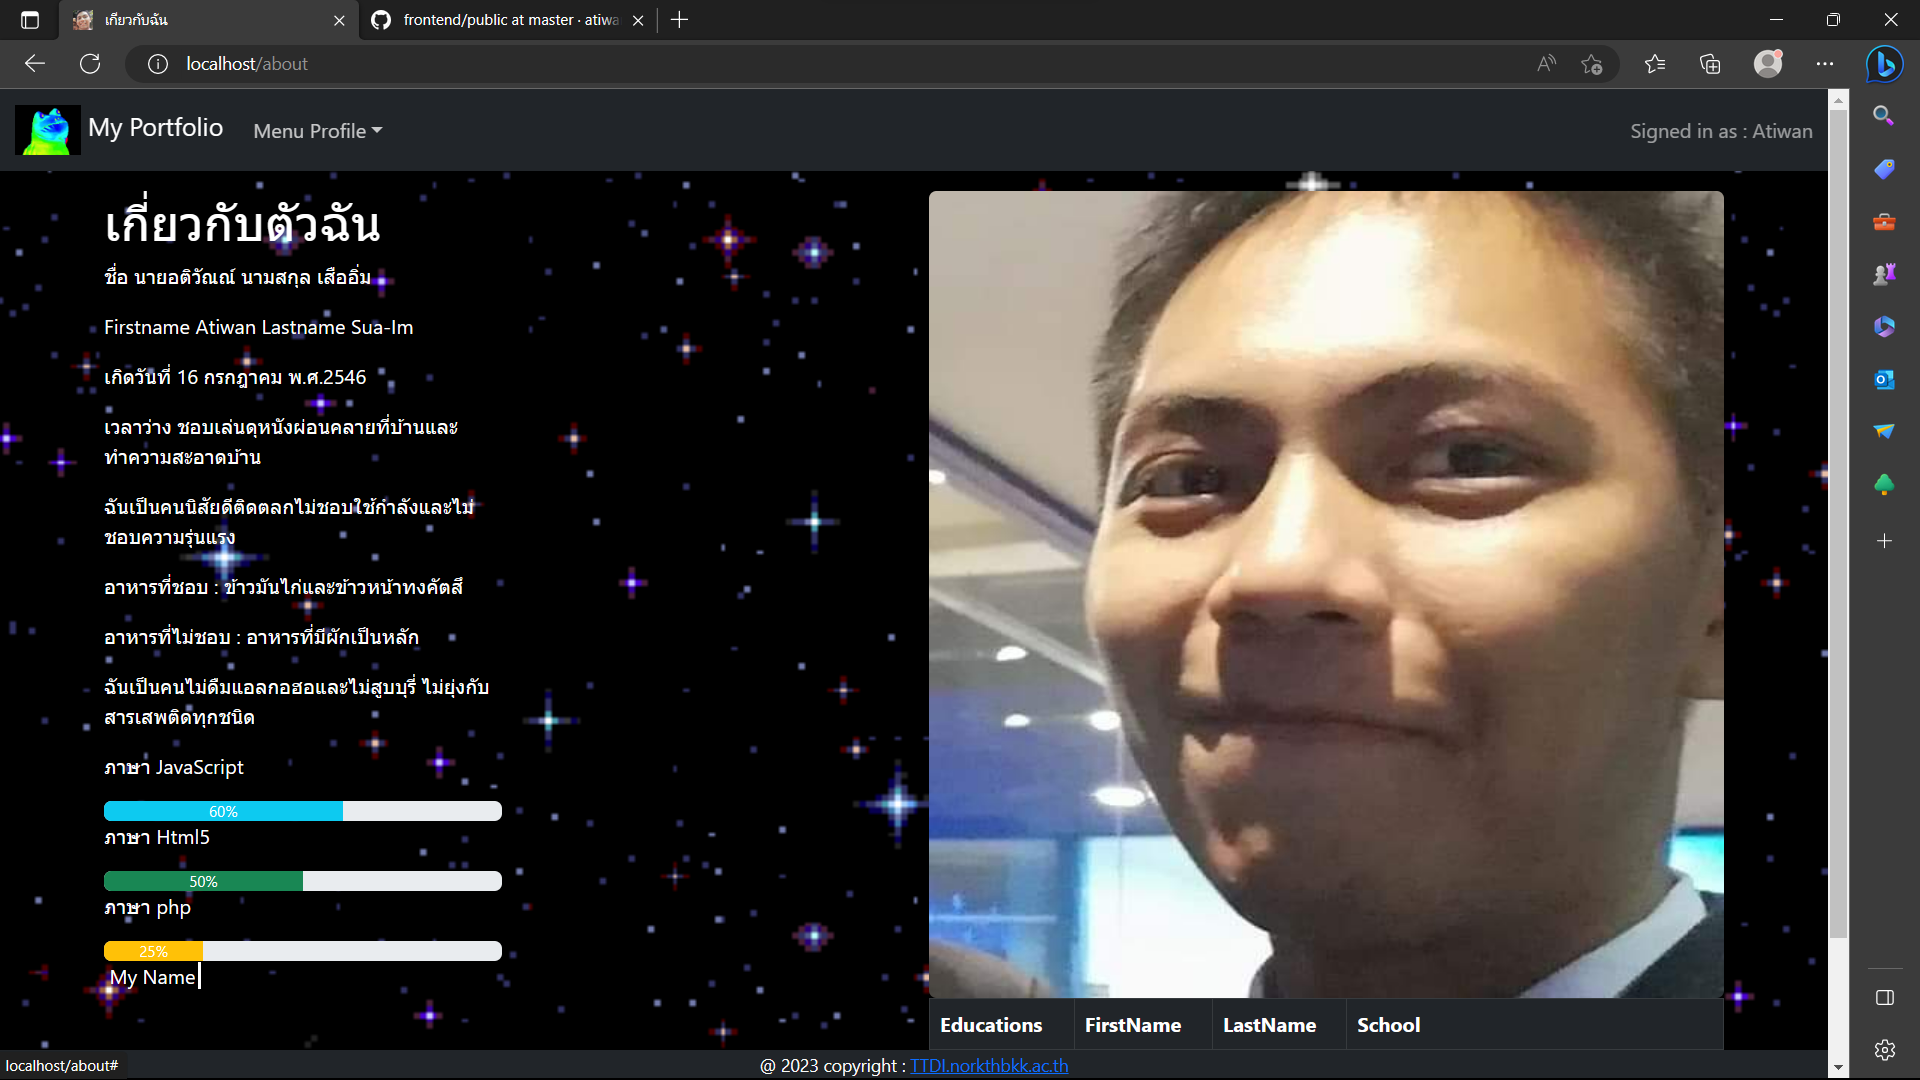 เกี่ยวกับฉัน
frontend/public at master · atiwa
localhost/about
My Portfolio
Menu Profile
Signed in as : Atiwan
เกี่ยวกับตัวฉัน
ชื่อ นายอติวัณณ์ นามสกุล เสืออิ่ม
Firstname Atiwan Lastname Sua-Im
เกิดวันที่ 16 กรกฎาคม พ.ศ.2546
เวลาว่าง ชอบเล่นดุหนังผ่อนคลายที่บ้านและ
ทำความสะอาดบ้าน
ฉันเป็นคนนิสัยดีติดตลกไม่ชอบใช้กำลังและไม่
ชอบความรุ่นแรง
อาหารที่ชอบ : ข้าวมันไก่และข้าวหน้าทงคัตสึ
อาหารที่ไม่ชอบ : อาหารที่มีผักเป็นหลัก
ฉันเป็นคนไม่ดืมแอลกอฮอและไม่สูบบุรี่ ไม่ยุ่งกับ
สารเสพติดทุกชนิด
ภาษา JavaScript
60%
ภาษา Html5
50%
ภาษา php
25%
My Name
Educations FirstName LastName School
@ 2023 copyright : TTDI.norkthbkk.ac.th
localhost/about#